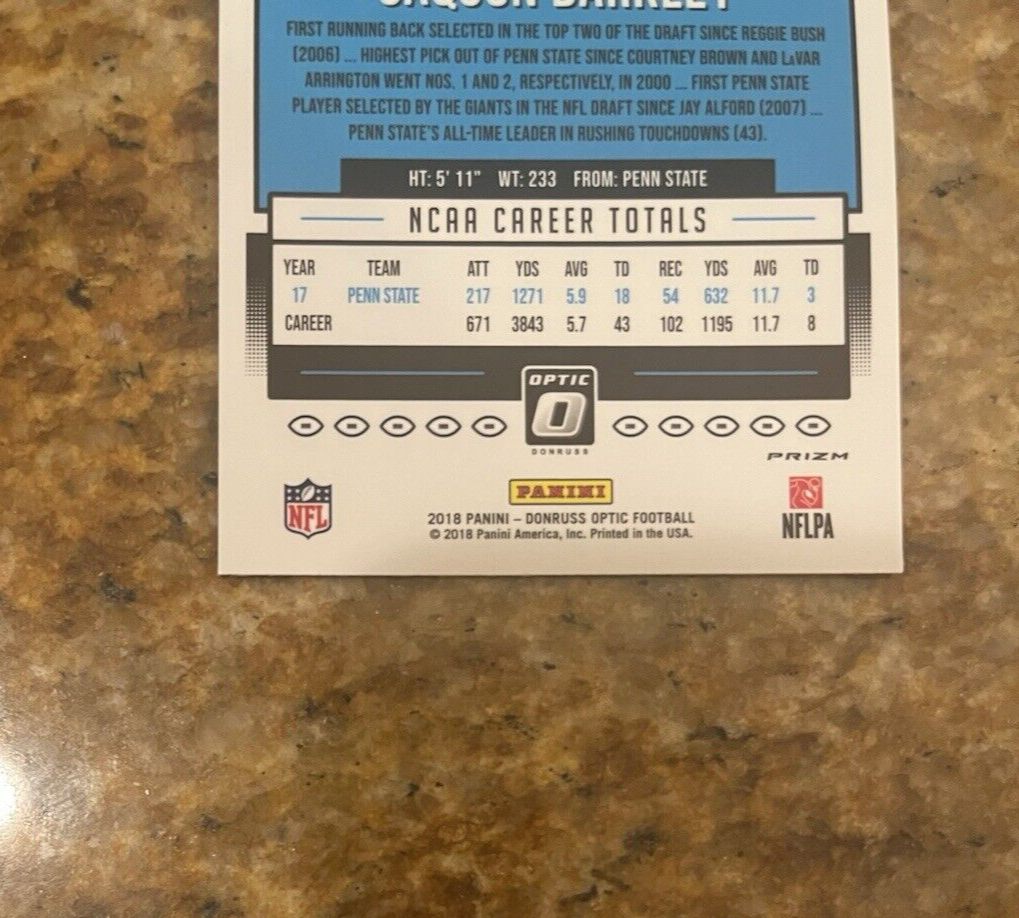 SAQUON BARKLEY
FIRST RUNNING BACK SELECTED IN THE TOP TWO OF THE DRAFT SINCE REGGIE BUSH
(2006) ... HIGHEST PICK OUT OF PENN STATE SINCE COURTNEY BROWN AND LaVAR
ARRINGTON WENT NOS. 1 AND 2, RESPECTIVELY, IN 2000 ... FIRST PENN STATE
PLAYER SELECTED BY THE GIANTS IN THE NFL DRAFT SINCE JAY ALFORD (2007) ...
PENN STATE'S ALL-TIME LEADER IN RUSHING TOUCHDOWNS (43).
HT: 5' 11" WT: 233 FROM: PENN STATE
NCAA CAREER TOTALS
YEAR TEAM ATT YDS AVG TD REC YDS AVG TD
17 PENN STATE 217 1271 5.9 18 54 632 11.7 3
CAREER 671 3843 5.7 43 102 1195 11.7 8
OPTIC
O
DONRUSS
PRIZM
NFL
PANINI
2018 PANINI – DONRUSS OPTIC FOOTBALL
© 2018 Panini America, Inc. Printed in the USA.
NFLPA